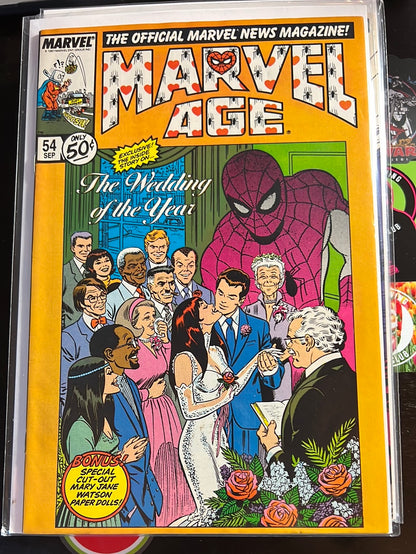 THE OFFICIAL MARVEL NEWS MAGAZINE!
MARVEL
MARVEL
AGE
54
SEP
ONLY
50¢
EXCLUSIVE!
THE INSIDE
STORY ON...
The Wedding
of the Year
BONUS!
SPECIAL
CUT-OUT
MARY JANE
WATSON
PAPER DOLLS!